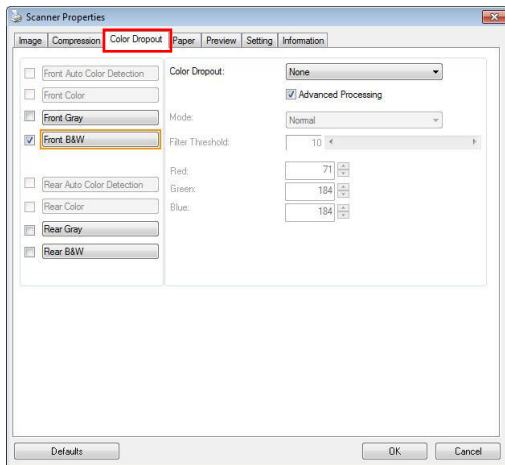 Scanner Properties
Image Compression Color Dropout Paper Preview Setting Information
Front Auto Color Detection
Front Color
Front Gray
Front B&W
Rear Auto Color Detection
Rear Color
Rear Gray
Rear B&W
Color Dropout: None
Advanced Processing
Mode: Normal
Filter Threshold: 10
Red: 71
Green: 184
Blue: 184
Defaults OK Cancel